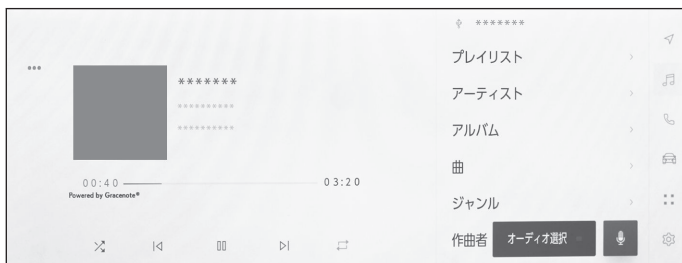 *******
**********
**********
00:40
03:20
Powered by Gracenote®
*******
プレイリスト
アーティスト
アルバム
曲
ジャンル
作曲者
オーディオ選択